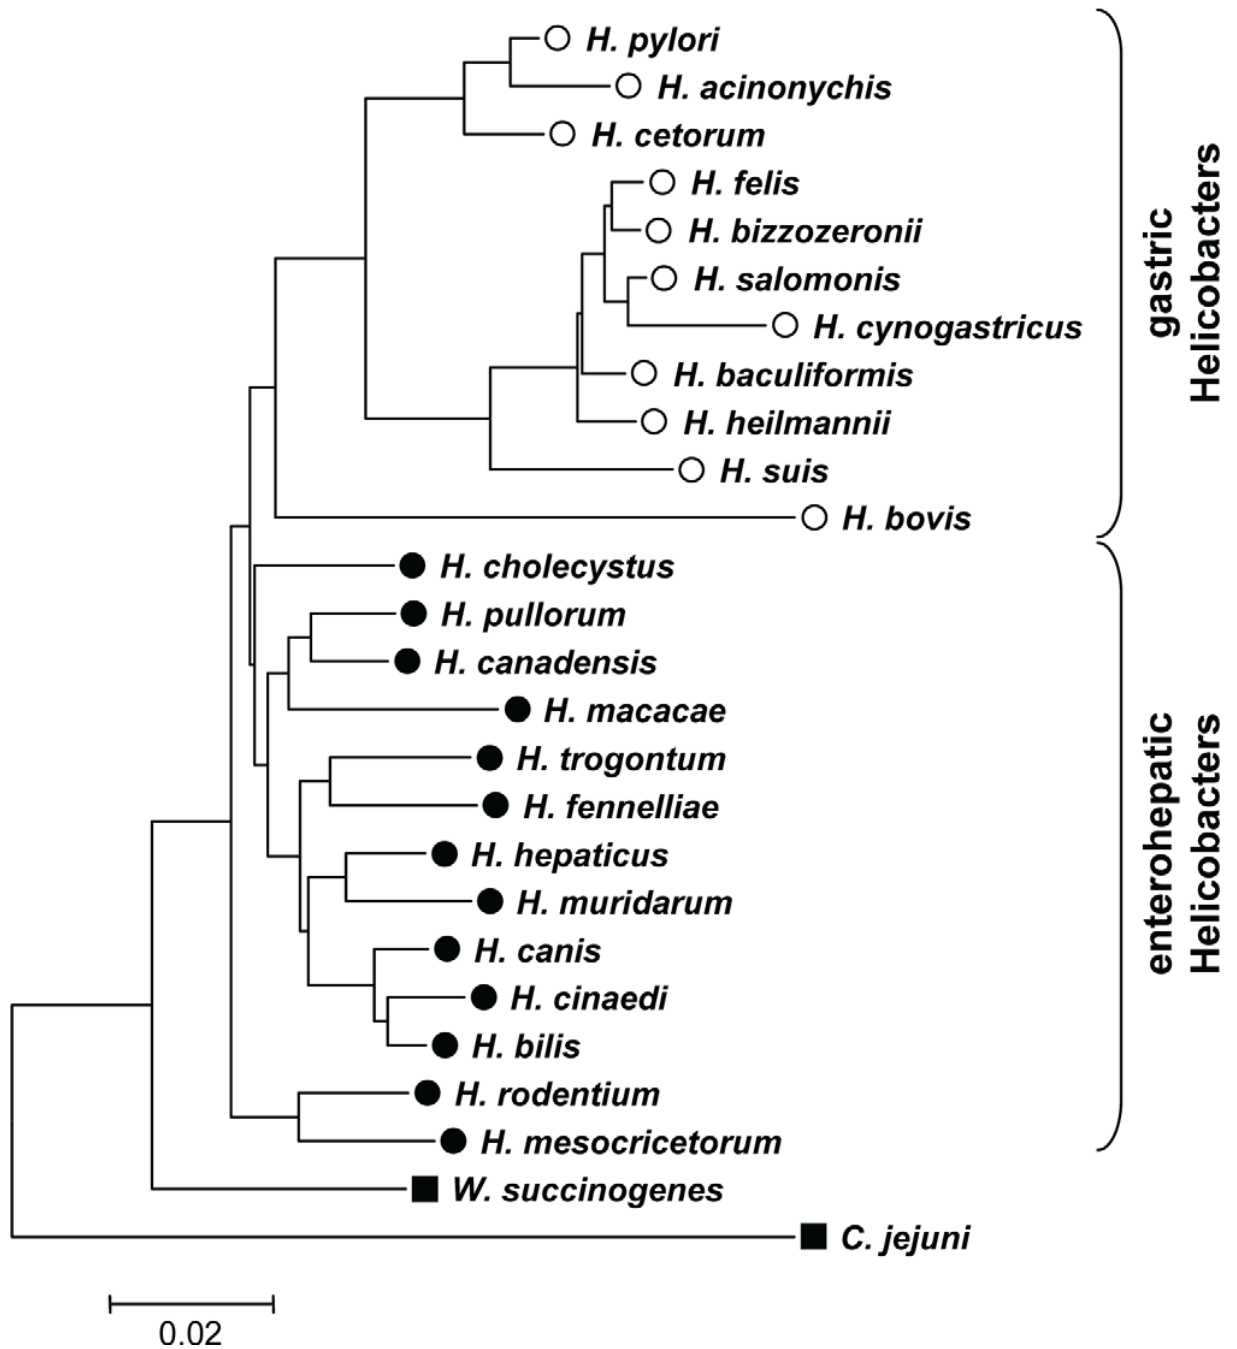 H. pylori
H. acinonychis
H. cetorum
H. felis
H. bizzozeronii
H. salomonis
H. cynogastricus
H. baculiformis
H. heilmannii
H. suis
H. bovis
gastric
Helicobacters
H. cholecystus
H. pullorum
H. canadensis
H. macacae
H. trogontum
H. fennelliae
H. hepaticus
H. muridarum
H. canis
H. cinaedi
H. bilis
H. rodentium
H. mesocricetorum
enterohepatic
Helicobacters
W. succinogenes
C. jejuni
0.02